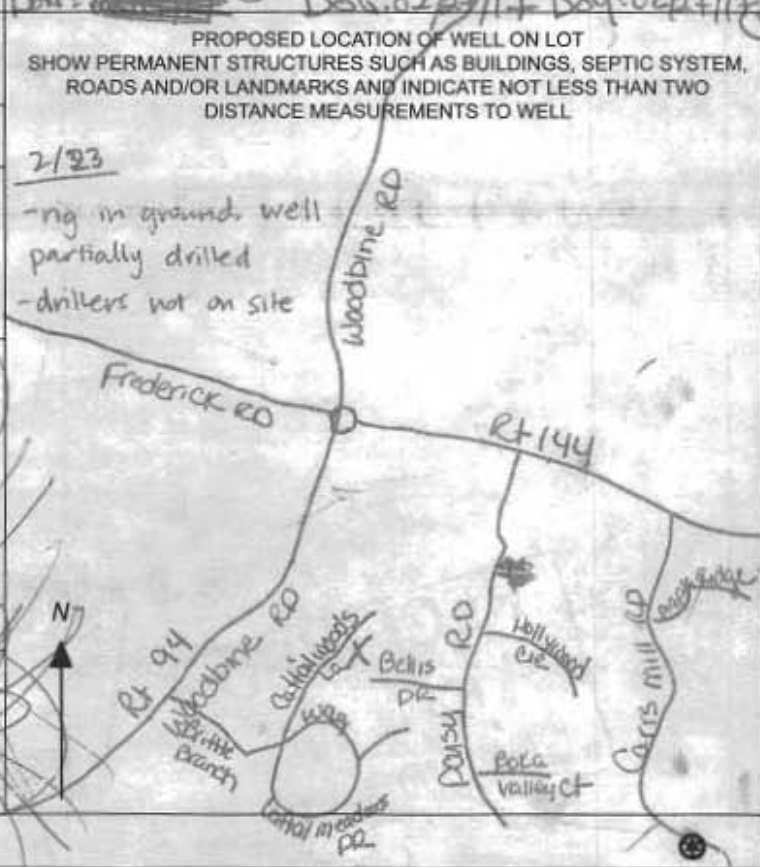 PROPOSED LOCATION OF WELL ON LOT
SHOW PERMANENT STRUCTURES SUCH AS BUILDINGS, SEPTIC SYSTEM,
ROADS AND/OR LANDMARKS AND INDICATE NOT LESS THAN TWO
DISTANCE MEASUREMENTS TO WELL
2/23
-rig in ground. well
partially drilled
-drillers not on site
Woodbine RD
Frederick RD
Rt 144
N
Rt 94
Woodbine RD
Brittle
Branch
Cattailwoods
La X
Way
Cattail meadows
DR
Bellis
DR
Daisy RD
Hollywood
CIR
Bota
Valley Ct
Carrs mill RD